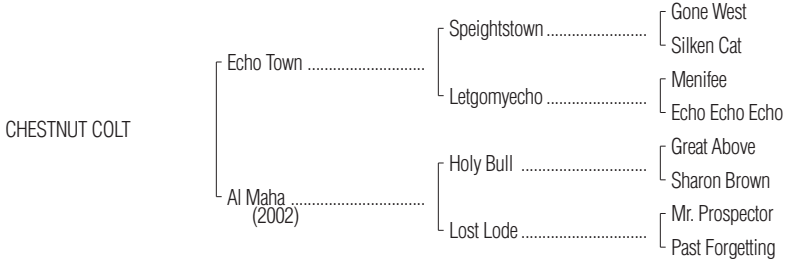 Gone West
Speightstown ..........................
Silken Cat
Echo Town ..............................
Menifee
Letgomyecho ..........................
Echo Echo Echo
CHESTNUT COLT
Great Above
Holy Bull ................................
Sharon Brown
Al Maha ..................................
(2002)
Mr. Prospector
Lost Lode ................................
Past Forgetting